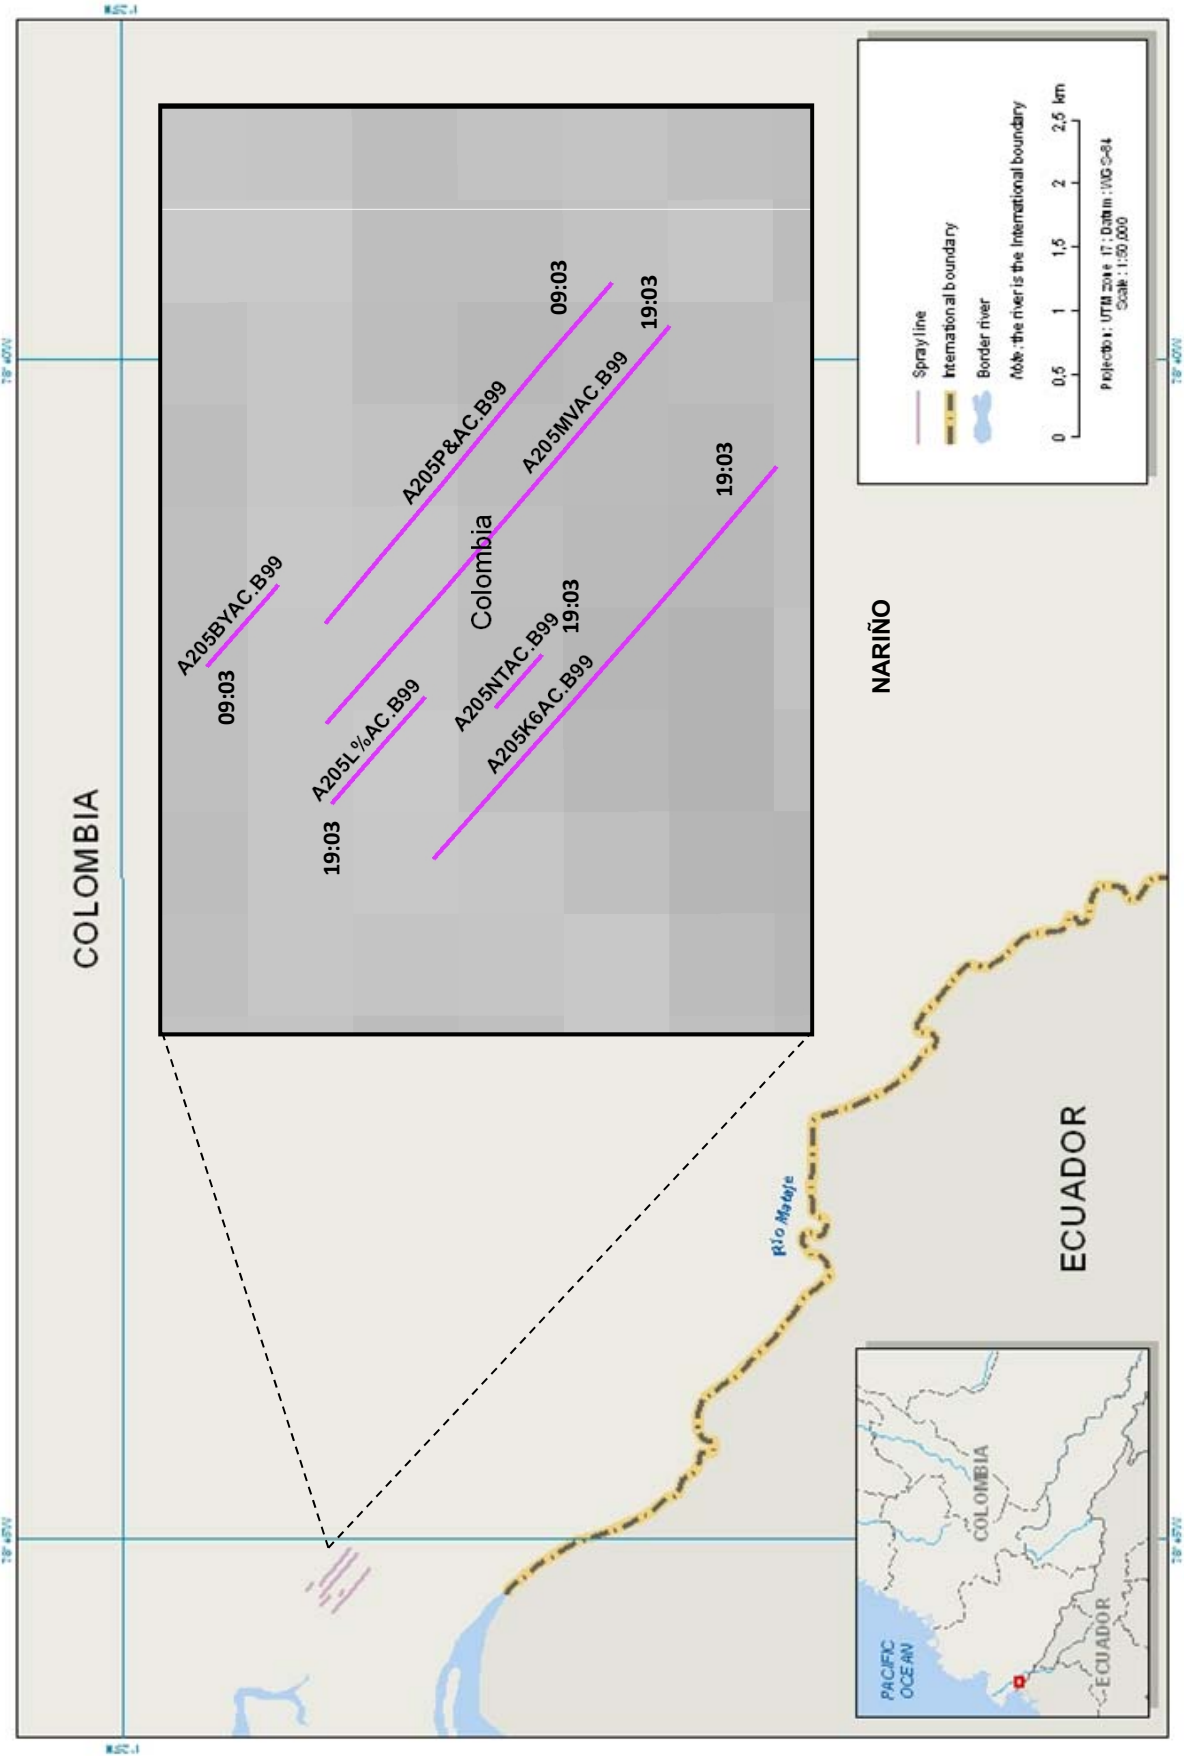 COLOMBIA
A205BYAC.B99
09:03
A205P&AC.B99
09:03
A205MVAC.B99
19:03
A205L%AC.B99
19:03
Colombia
A205NTAC.B99
19:03
A205K6AC.B99
19:03
NARIÑO
Río Mataje
ECUADOR
Spray line
International boundary
Border river
Note: the river is the International boundary
0 0,5 1 1,5 2 2,5 km
Projection: UTM zone 17; Datum: WGS-84
Scale: 1:50,000
PACIFIC
OCEAN
COLOMBIA
ECUADOR